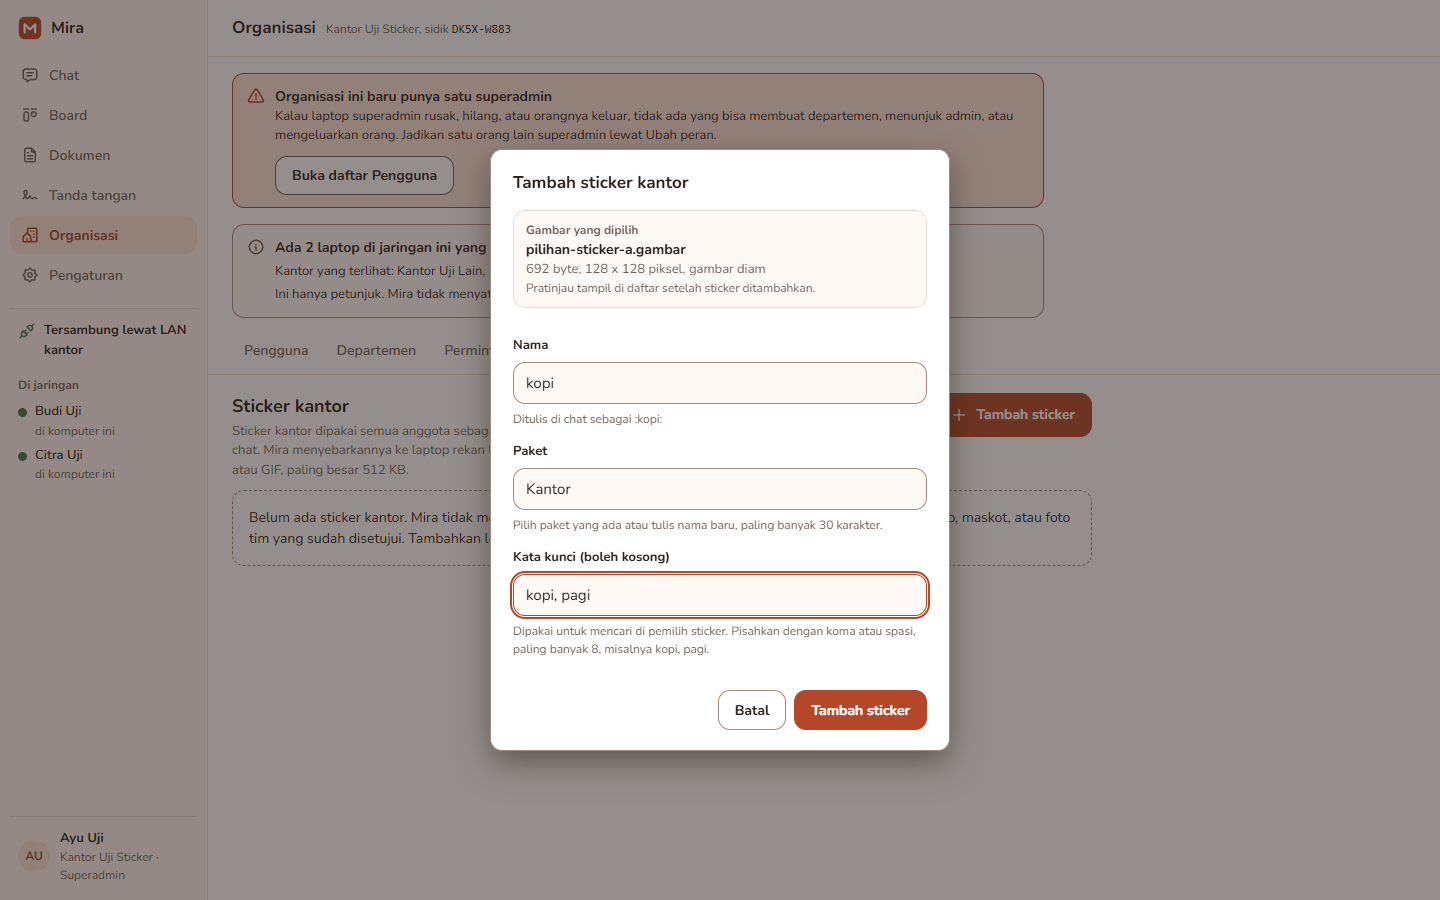 Mira
Chat
Board
Dokumen
Tanda tangan
Organisasi
Pengaturan
Tersambung lewat LAN
kantor
Di jaringan
Budi Uji
di komputer ini
Citra Uji
di komputer ini
AU
Ayu Uji
Kantor Uji Sticker ·
Superadmin
Organisasi Kantor Uji Sticker, sidik DK5X-W883
Organisasi ini baru punya satu superadmin
Kalau laptop superadmin rusak, hilang, atau orangnya keluar, tidak ada yang bisa membuat departemen, menunjuk admin, atau
mengeluarkan orang. Jadikan satu orang lain superadmin lewat Ubah peran.
Buka daftar Pengguna
Ada 2 laptop di jaringan ini yang
Kantor yang terlihat: Kantor Uji Lain,
Ini hanya petunjuk. Mira tidak
Pengguna Departemen
Sticker kantor
Sticker kantor dipakai semua anggota
chat. Mira menyebarkannya ke laptop rekan
atau GIF, paling besar 512 KB.
Tambah sticker
Belum ada sticker kantor. Mira tidak maskot, atau foto
tim yang sudah disetujui. Tambahkan
Tambah sticker kantor
Gambar yang dipilih
pilihan-sticker-a.gambar
692 byte, 128 x 128 piksel, gambar diam
Pratinjau tampil di daftar setelah sticker ditambahkan.
Nama
kopi
Ditulis di chat sebagai :kopi:
Paket
Kantor
Pilih paket yang ada atau tulis nama baru, paling banyak 30 karakter.
Kata kunci (boleh kosong)
kopi, pagi
Dipakai untuk mencari di pemilih sticker. Pisahkan dengan koma atau spasi,
paling banyak 8, misalnya kopi, pagi.
Batal
Tambah sticker